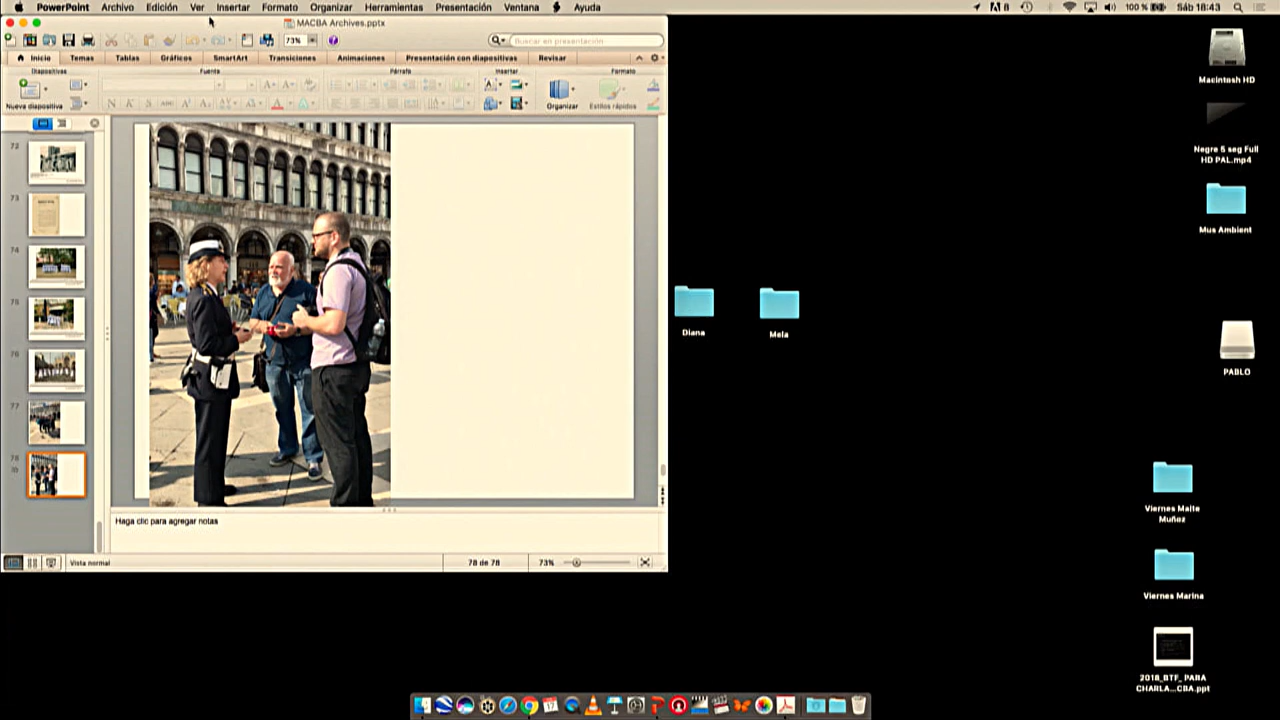 PowerPoint Archivo Edición Ver Insertar Formato Organizar Herramientas Presentación Ventana Ayuda
8 100 % Sáb 18:43
MACBA Archives.pptx
73% Buscar en presentación
Inicio Temas Tablas Gráficos SmartArt Transiciones Animaciones Presentación con diapositivas Revisar
Diapositivas Fuente Párrafo Insertar Formato
Nueva diapositiva Organizar Estilos rápidos
72
73
74
75
76
77
78
Haga clic para agregar notas
Vista normal 78 de 78 73%
Macintosh HD
Negre 5 seg Full
HD PAL.mp4
Mus Ambient
Diana
Mela
PABLO
Viernes Maite
Muñoz
Viernes Marina
2018_BTF_ PARA
CHARLA...CBA.ppt
17